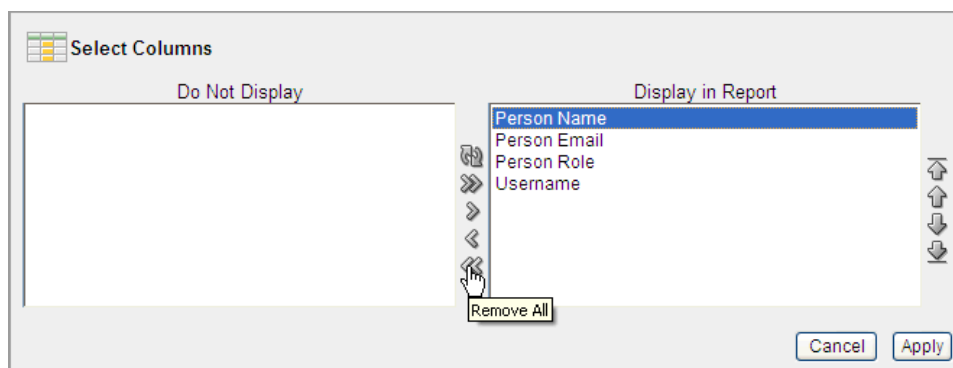 Select Columns
Do Not Display
Display in Report
Person Name
Person Email
Person Role
Username
Remove All
Cancel
Apply